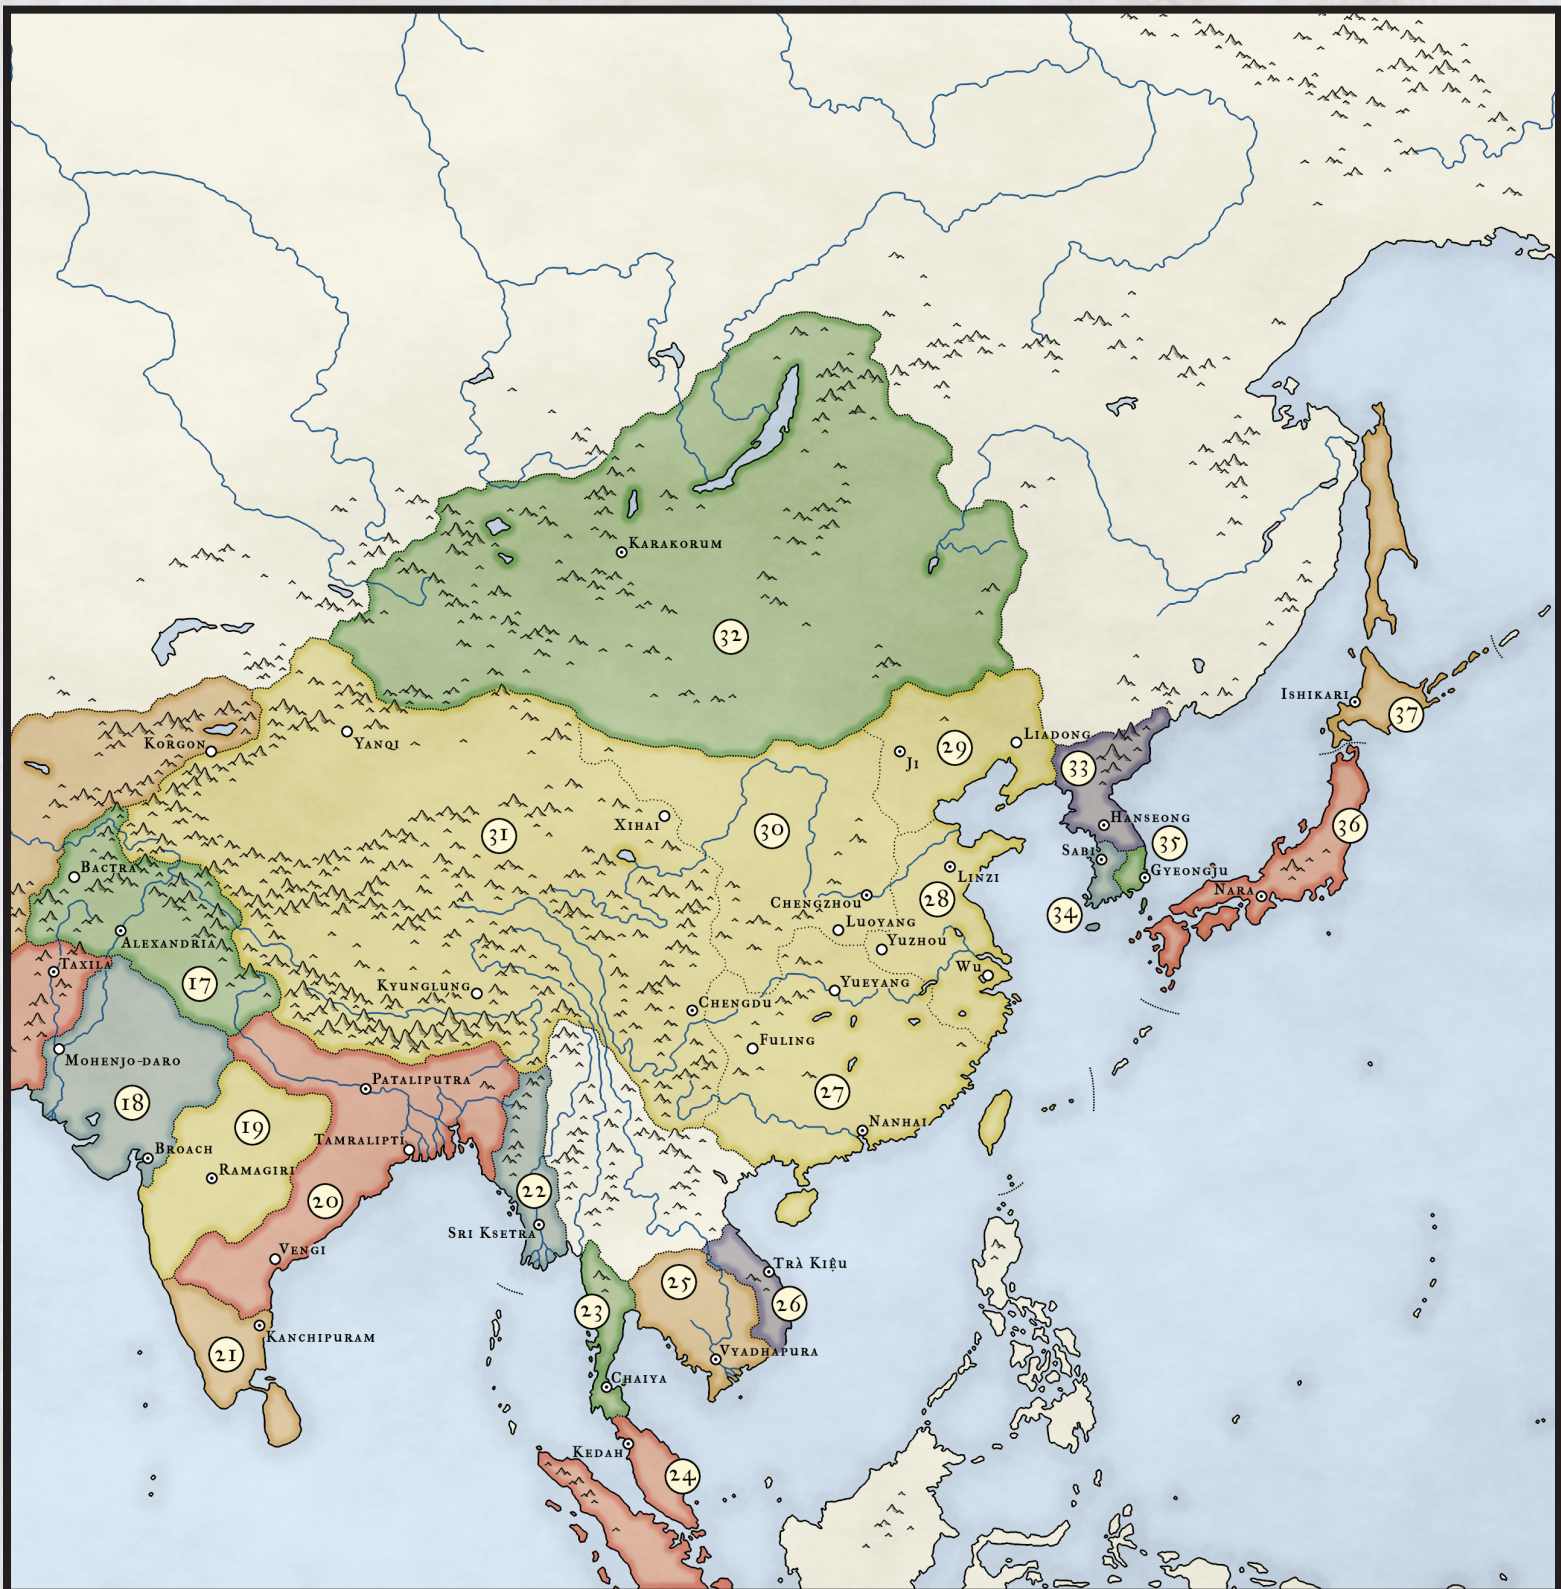 Karakorum
32
Ishikari
37
Yanqi
Korgon
Liadong
29
Ji
33
Hanseong
Xihai
31
30
36
35
Sabi
Gyeongju
Bactra
Linzi
Nara
Chengzhou
28
34
Luoyang
Alexandria
Yuzhou
Taxila
Wu
17
Kyunglung
Yueyang
Chengdu
Fuling
Mohenjo-daro
Pataliputra
27
18
19
Nanhai
Tamralipti
Broach
Ramagiri
22
20
Sri Ksetra
Vengi
Trà Kiệu
25
26
23
Kanchipuram
21
Vyadhapura
Chaiya
Kedah
24